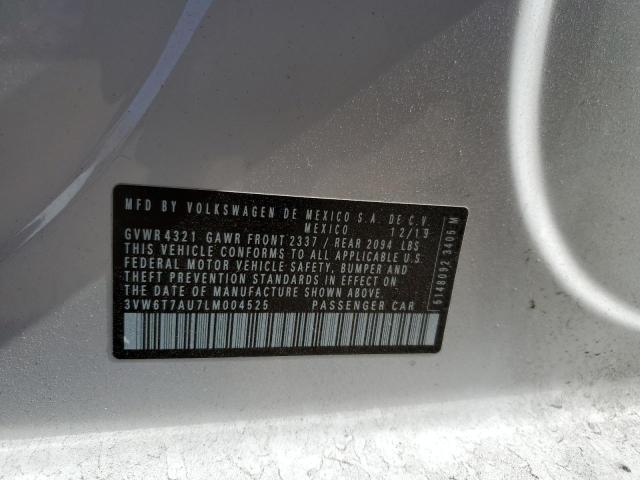 MFD BY VOLKSWAGEN DE MEXICO S.A. DE C.V.
MEXICO 12/19
GVWR 4321 GAWR FRONT 2337 / REAR 2094 LBS
THIS VEHICLE CONFORMS TO ALL APPLICABLE U.S.
FEDERAL MOTOR VEHICLE SAFETY, BUMPER AND
THEFT PREVENTION STANDARDS IN EFFECT ON
THE DATE OF MANUFACTURE SHOWN ABOVE.
3VW6T7AU7LM004525 PASSENGER CAR
5148092 3405 M